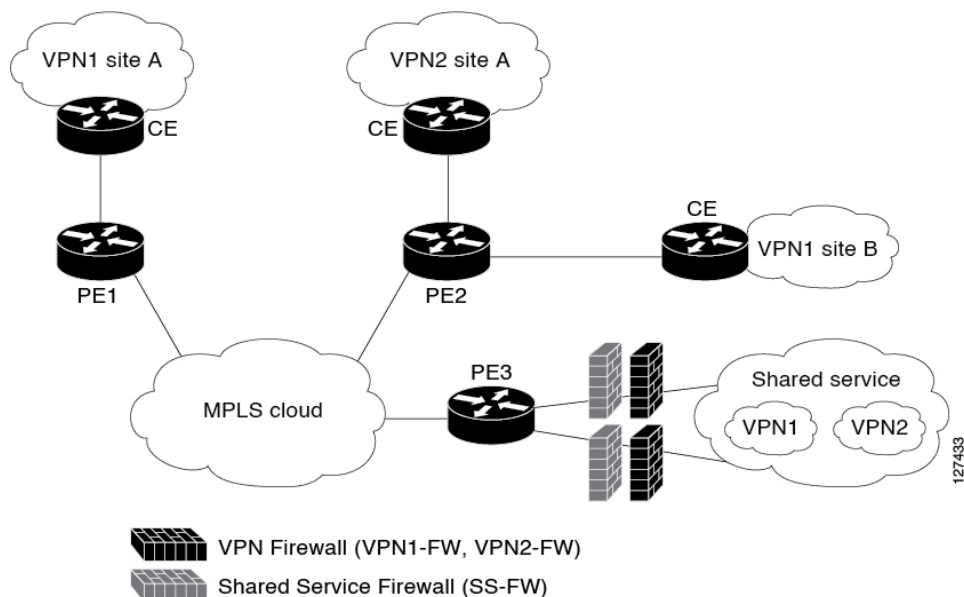 VPN1 site A
VPN2 site A
CE
CE
CE
VPN1 site B
PE1
PE2
PE3
MPLS cloud
Shared service
VPN1
VPN2
127433
VPN Firewall (VPN1-FW, VPN2-FW)
Shared Service Firewall (SS-FW)